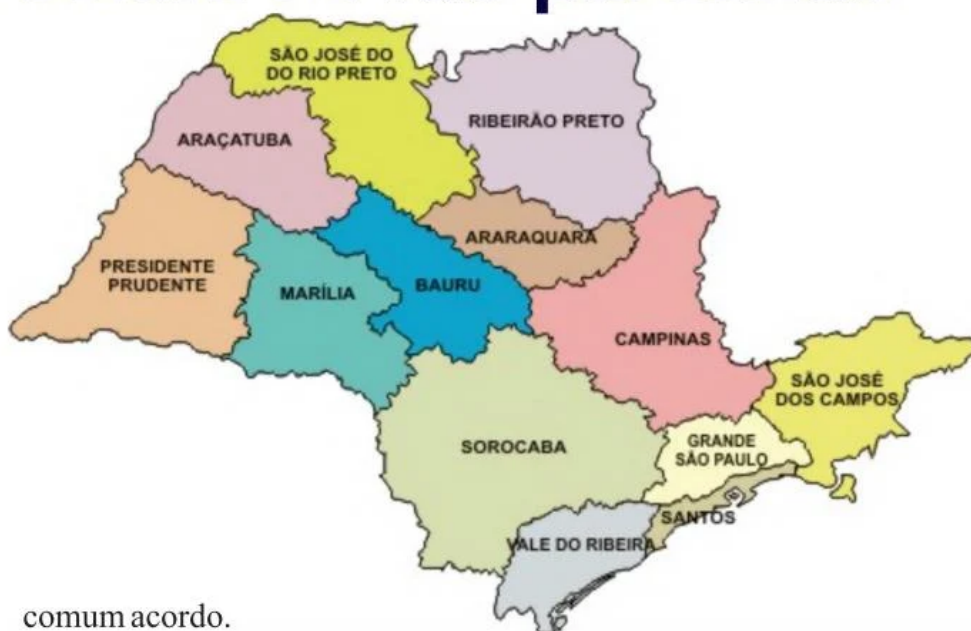 SÃO JOSÉ DO
DO RIO PRETO
RIBEIRÃO PRETO
ARAÇATUBA
ARARAQUARA
PRESIDENTE
PRUDENTE
MARÍLIA
BAURU
CAMPINAS
SÃO JOSÉ
DOS CAMPOS
SOROCABA
GRANDE
SÃO PAULO
SANTOS
VALE DO RIBEIRA
comum acordo.